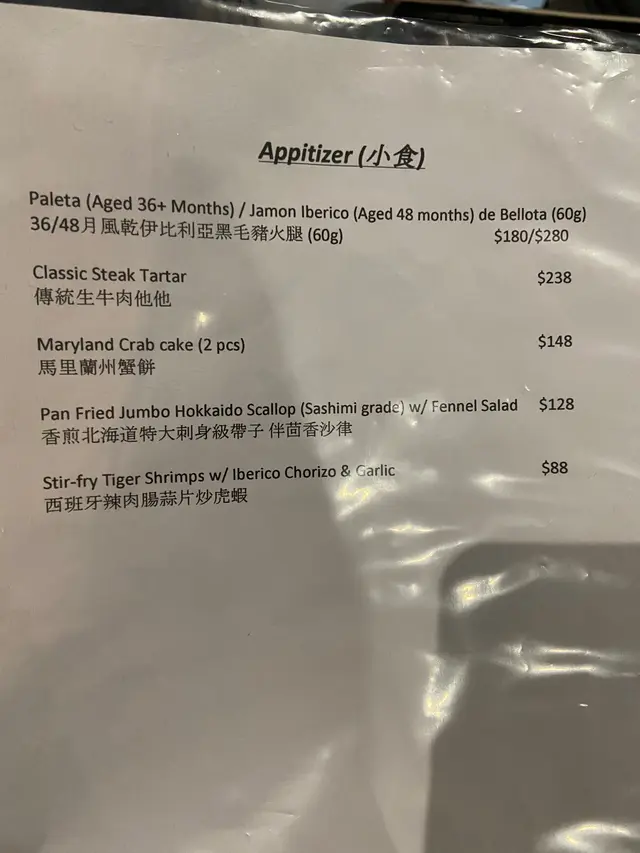 Appitizer (小食)
Paleta (Aged 36+ Months) / Jamon Iberico (Aged 48 months) de Bellota (60g)
36/48月風乾伊比利亞黑毛豬火腿 (60g) $180/$280
Classic Steak Tartar $238
傳統生牛肉他他
Maryland Crab cake (2 pcs) $148
馬里蘭州蟹餅
Pan Fried Jumbo Hokkaido Scallop (Sashimi grade) w/ Fennel Salad $128
香煎北海道特大刺身級帶子 伴茴香沙律
Stir-fry Tiger Shrimps w/ Iberico Chorizo & Garlic $88
西班牙辣肉腸蒜片炒虎蝦